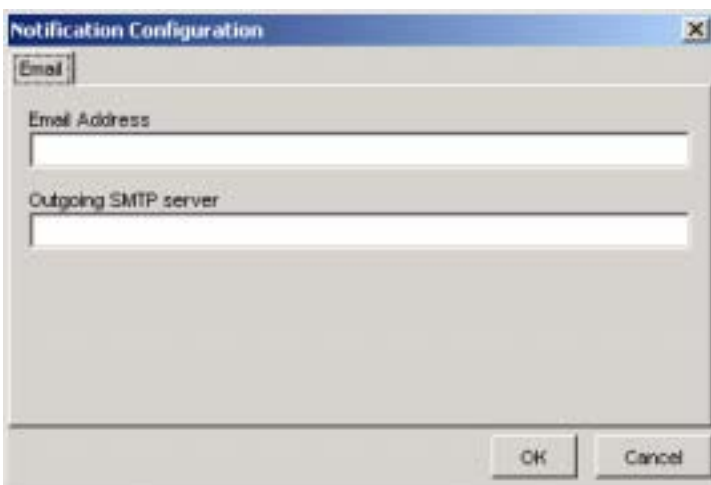 Notification Configuration
Email
Email Address
Outgoing SMTP server
OK
Cancel